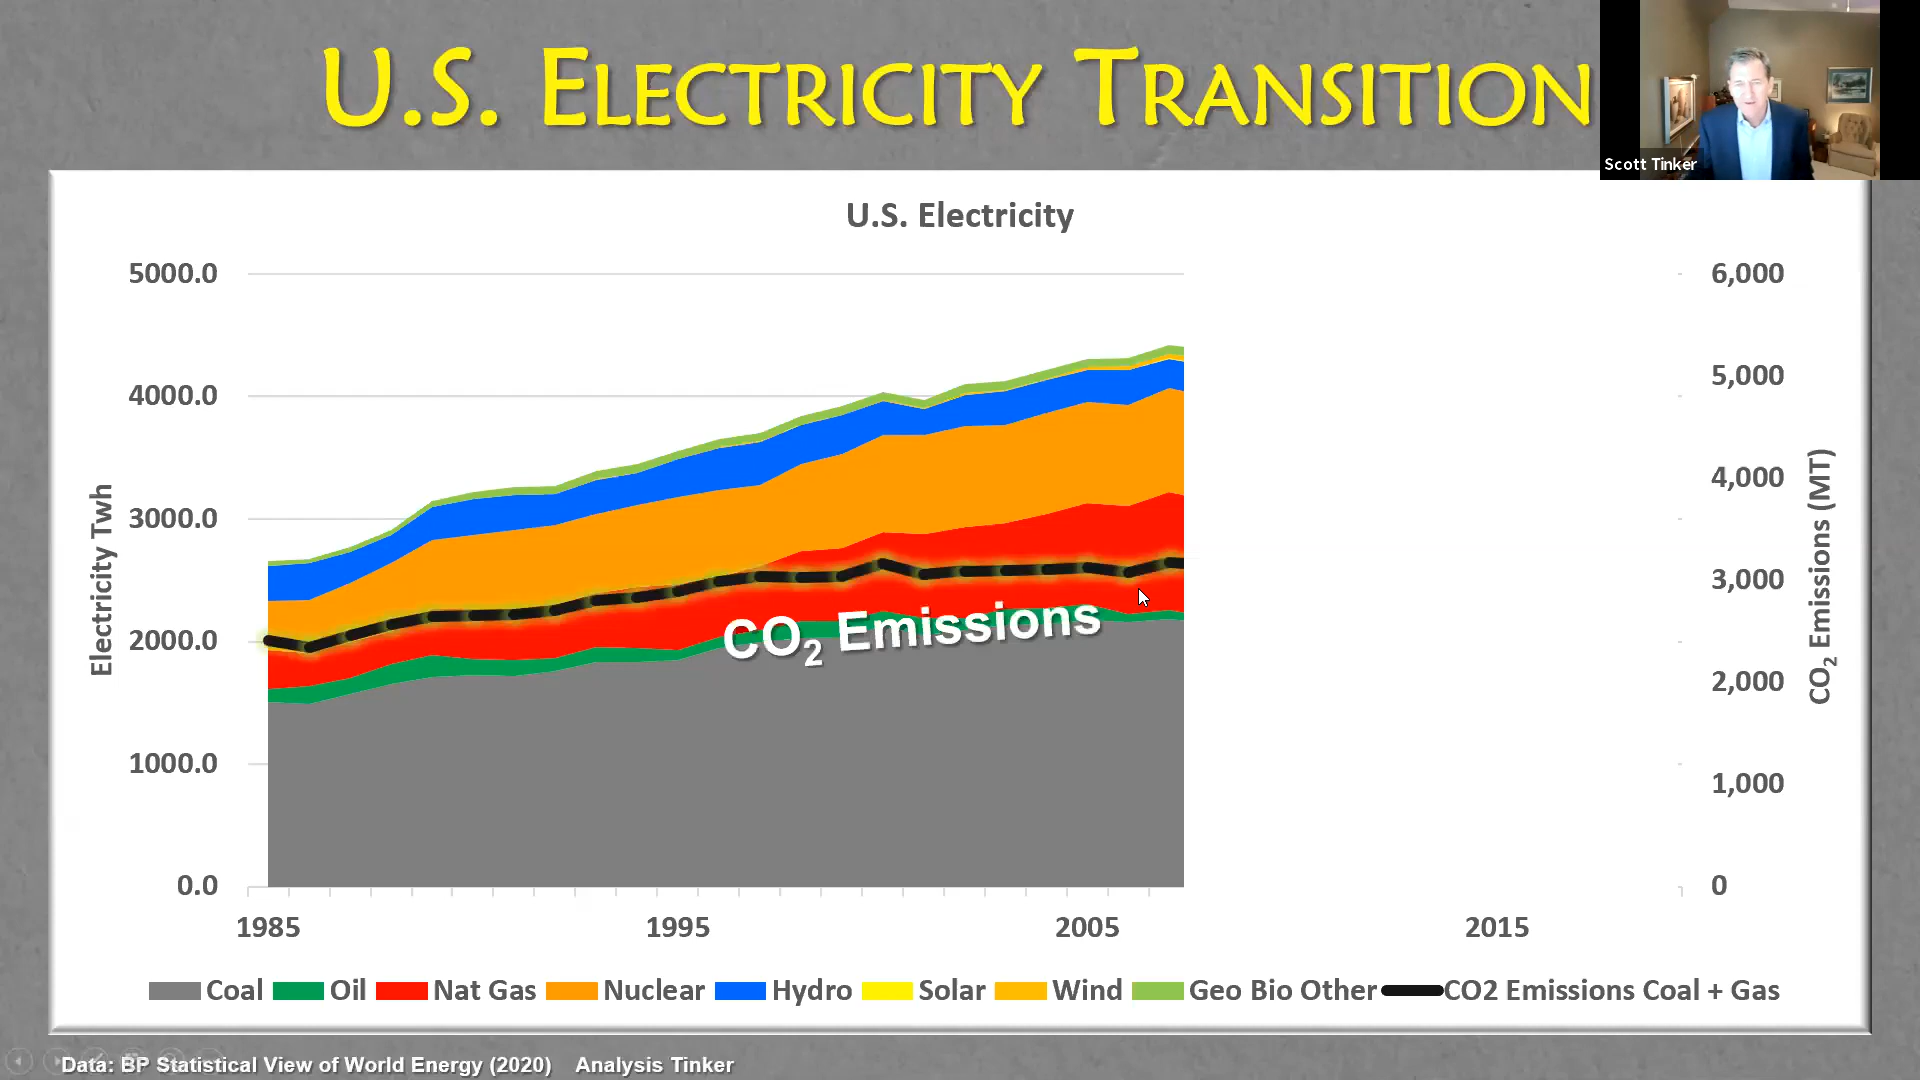 U.S. ELECTRICITY TRANSITION
Scott Tinker
U.S. Electricity
5000.0
4000.0
3000.0
2000.0
1000.0
0.0
Electricity Twh
6,000
5,000
4,000
3,000
2,000
1,000
0
CO2 Emissions (MT)
CO2 Emissions
1985 1995 2005 2015
Coal Oil Nat Gas Nuclear Hydro Solar Wind Geo Bio Other CO2 Emissions Coal + Gas
Data: BP Statistical View of World Energy (2020) Analysis Tinker